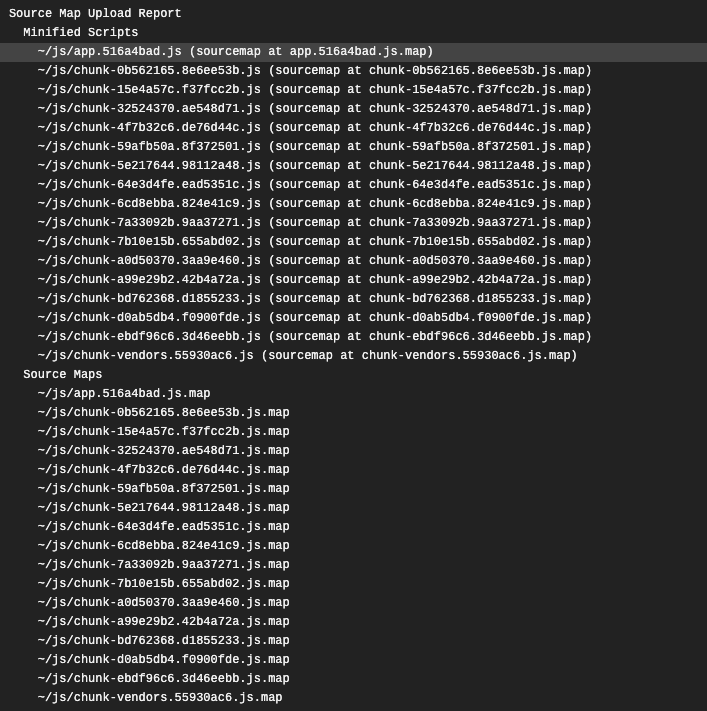 Source Map Upload Report
Minified Scripts
~/js/app.516a4bad.js (sourcemap at app.516a4bad.js.map)
~/js/chunk-0b562165.8e6ee53b.js (sourcemap at chunk-0b562165.8e6ee53b.js.map)
~/js/chunk-15e4a57c.f37fcc2b.js (sourcemap at chunk-15e4a57c.f37fcc2b.js.map)
~/js/chunk-32524370.ae548d71.js (sourcemap at chunk-32524370.ae548d71.js.map)
~/js/chunk-4f7b32c6.de76d44c.js (sourcemap at chunk-4f7b32c6.de76d44c.js.map)
~/js/chunk-59afb50a.8f372501.js (sourcemap at chunk-59afb50a.8f372501.js.map)
~/js/chunk-5e217644.98112a48.js (sourcemap at chunk-5e217644.98112a48.js.map)
~/js/chunk-64e3d4fe.ead5351c.js (sourcemap at chunk-64e3d4fe.ead5351c.js.map)
~/js/chunk-6cd8ebba.824e41c9.js (sourcemap at chunk-6cd8ebba.824e41c9.js.map)
~/js/chunk-7a33092b.9aa37271.js (sourcemap at chunk-7a33092b.9aa37271.js.map)
~/js/chunk-7b10e15b.655abd02.js (sourcemap at chunk-7b10e15b.655abd02.js.map)
~/js/chunk-a0d50370.3aa9e460.js (sourcemap at chunk-a0d50370.3aa9e460.js.map)
~/js/chunk-a99e29b2.42b4a72a.js (sourcemap at chunk-a99e29b2.42b4a72a.js.map)
~/js/chunk-bd762368.d1855233.js (sourcemap at chunk-bd762368.d1855233.js.map)
~/js/chunk-d0ab5db4.f0900fde.js (sourcemap at chunk-d0ab5db4.f0900fde.js.map)
~/js/chunk-ebdf96c6.3d46eebb.js (sourcemap at chunk-ebdf96c6.3d46eebb.js.map)
~/js/chunk-vendors.55930ac6.js (sourcemap at chunk-vendors.55930ac6.js.map)
Source Maps
~/js/app.516a4bad.js.map
~/js/chunk-0b562165.8e6ee53b.js.map
~/js/chunk-15e4a57c.f37fcc2b.js.map
~/js/chunk-32524370.ae548d71.js.map
~/js/chunk-4f7b32c6.de76d44c.js.map
~/js/chunk-59afb50a.8f372501.js.map
~/js/chunk-5e217644.98112a48.js.map
~/js/chunk-64e3d4fe.ead5351c.js.map
~/js/chunk-6cd8ebba.824e41c9.js.map
~/js/chunk-7a33092b.9aa37271.js.map
~/js/chunk-7b10e15b.655abd02.js.map
~/js/chunk-a0d50370.3aa9e460.js.map
~/js/chunk-a99e29b2.42b4a72a.js.map
~/js/chunk-bd762368.d1855233.js.map
~/js/chunk-d0ab5db4.f0900fde.js.map
~/js/chunk-ebdf96c6.3d46eebb.js.map
~/js/chunk-vendors.55930ac6.js.map